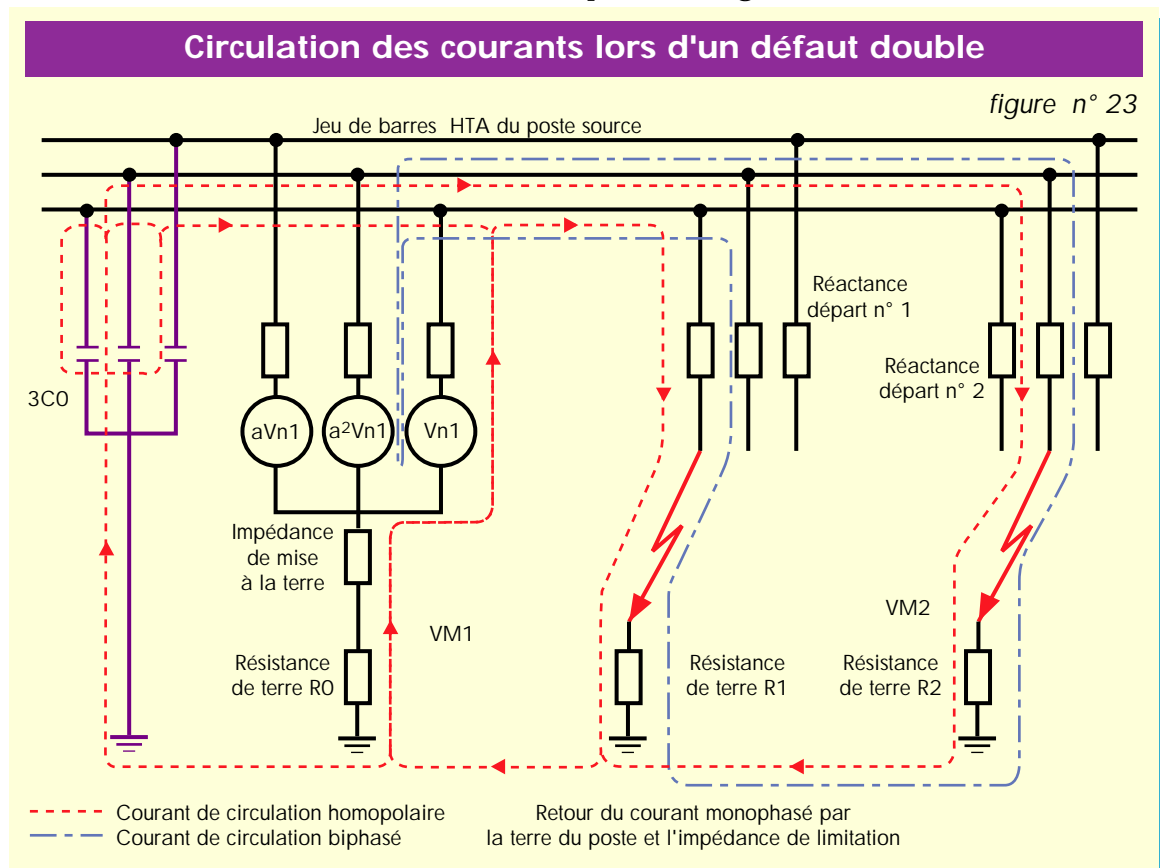 Circulation des courants lors d'un défaut double
figure n° 23
Jeu de barres HTA du poste source
Réactance
départ n° 1
Réactance
départ n° 2
3C0
aVn1
a²Vn1
Vn1
Impédance
de mise
à la terre
VM1
VM2
Résistance
de terre R0
Résistance
de terre R1
Résistance
de terre R2
Courant de circulation homopolaire
Courant de circulation biphasé
Retour du courant monophasé par
la terre du poste et l'impédance de limitation